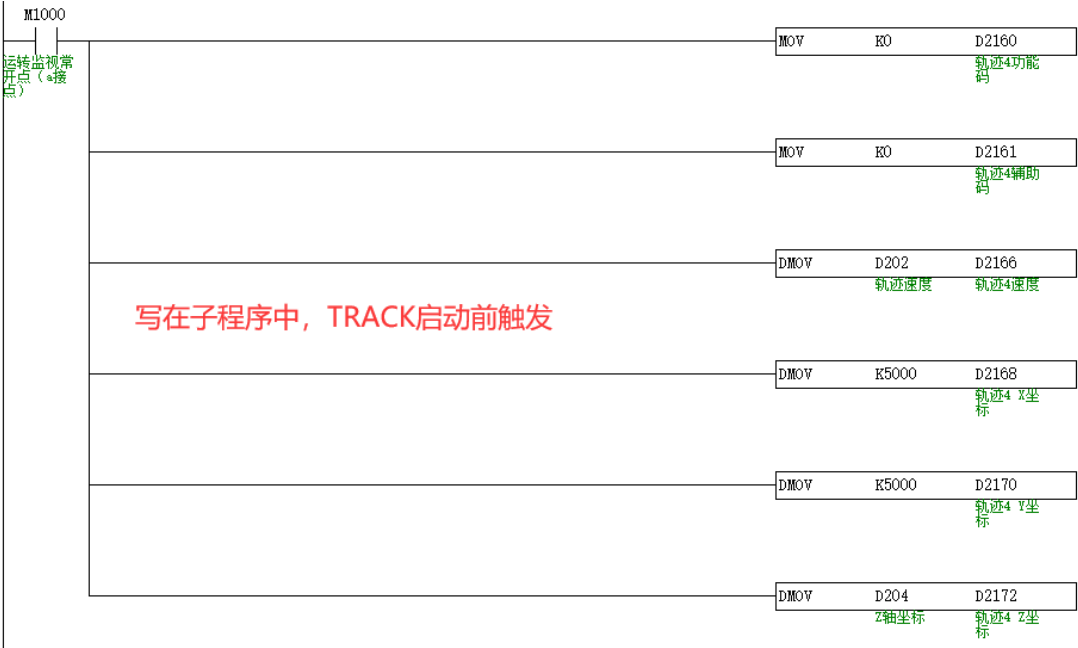 M1000
运转监视常
开点（a接
点）
MOV K0 D2160
轨迹4功能
码
MOV K0 D2161
轨迹4辅助
码
DMOV D202 D2166
轨迹速度 轨迹4速度
写在子程序中，TRACK启动前触发
DMOV K5000 D2168
轨迹4 X坐
标
DMOV K5000 D2170
轨迹4 Y坐
标
DMOV D204 D2172
Z轴坐标 轨迹4 Z坐
标